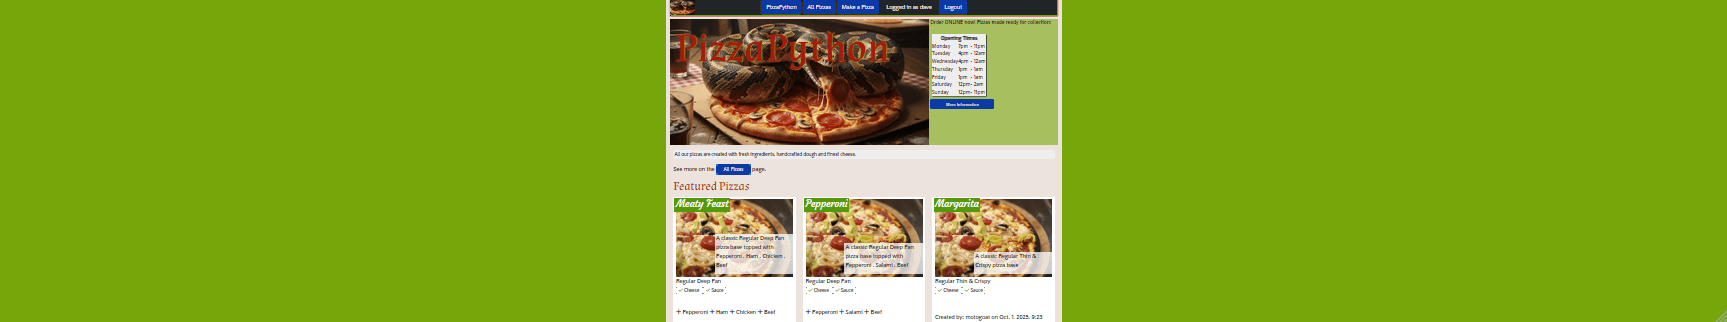 PizzaPython All Pizzas Make a Pizza Logged in as dave Logout
PizzaPython
Order ONLINE now! Pizzas made ready for collection:
Opening Times
Monday 7pm - 11pm
Tuesday 4pm - 12am
Wednesday 4pm - 12am
Thursday 1pm - 1am
Friday 1pm - 1am
Saturday 12pm - 2am
Sunday 12pm - 11pm
More Information
All our pizzas are created with fresh ingredients, handcrafted dough and finest cheese.
See more on the All Pizzas page.
Featured Pizzas
Meaty Feast
A classic Regular Deep Pan
pizza base topped with
Pepperoni , Ham , Chicken ,
Beef
Regular Deep Pan
✓ Cheese ✓ Sauce
+ Pepperoni + Ham + Chicken + Beef
Pepperoni
A classic Regular Deep Pan
pizza base topped with
Pepperoni , Salami , Beef
Regular Deep Pan
✓ Cheese ✓ Sauce
+ Pepperoni + Salami + Beef
Margarita
A classic Regular Thin &
Crispy pizza base
Regular Thin & Crispy
✓ Cheese ✓ Sauce
Created by: motogoat on Oct. 1, 2025, 9:23